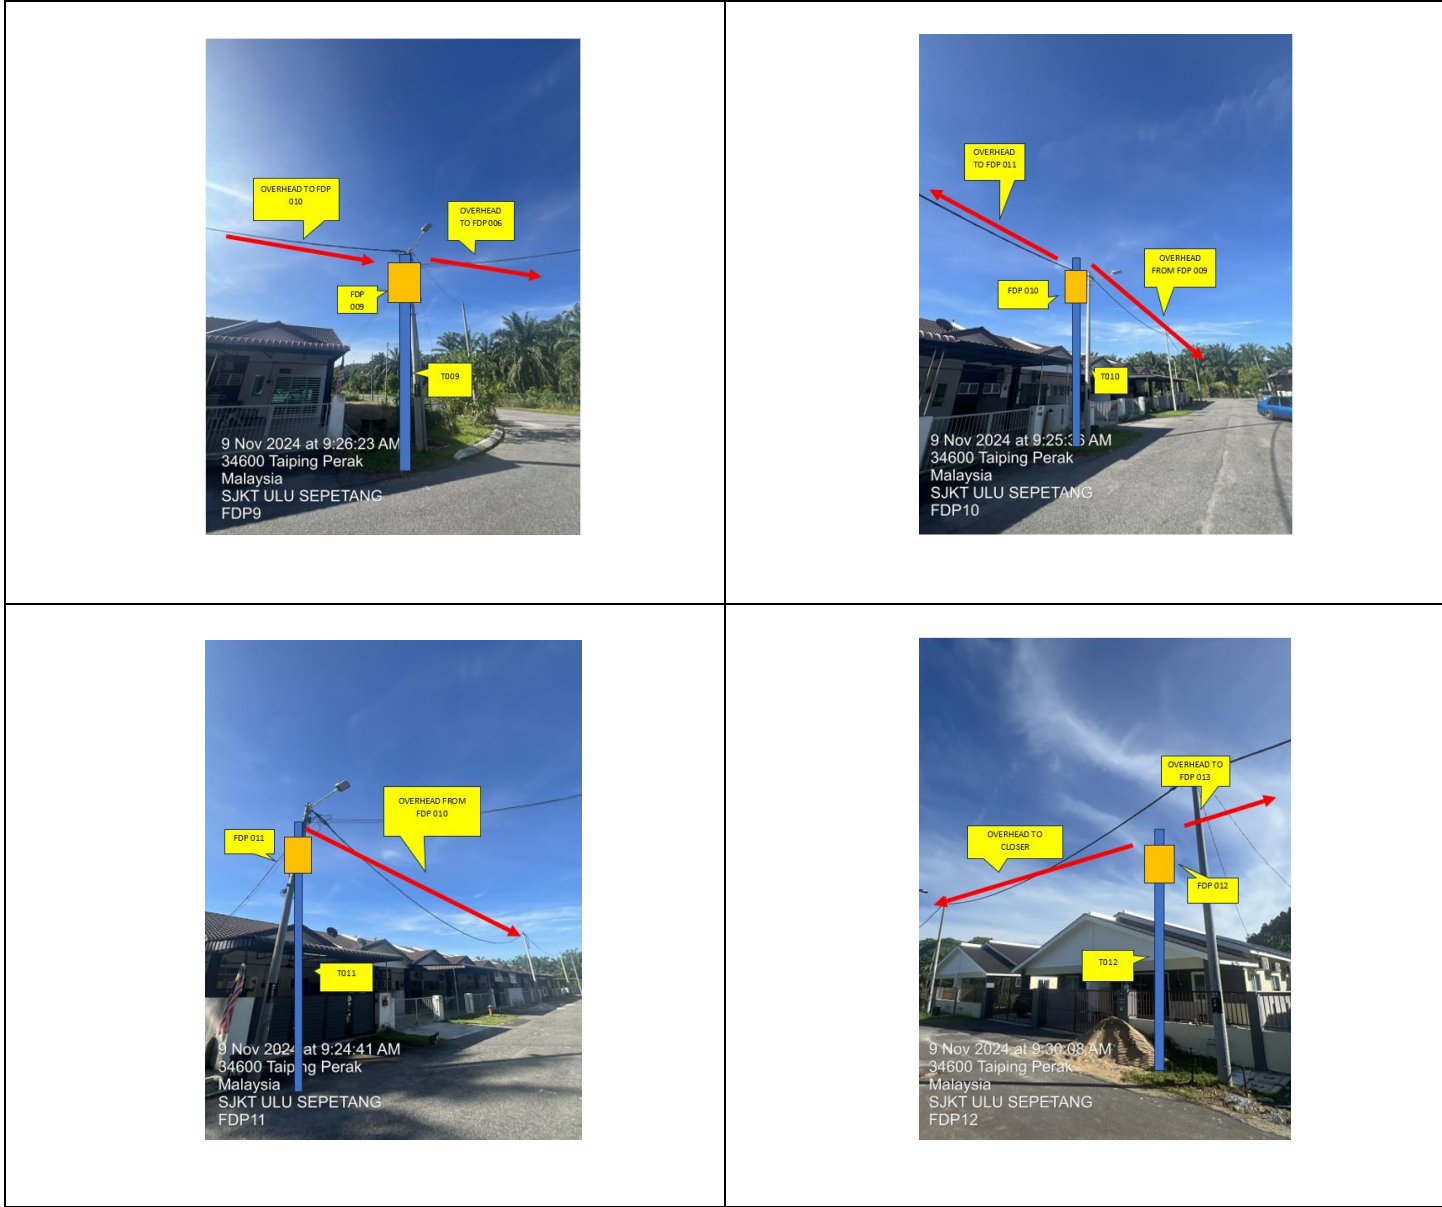 OVERHEAD TO FDP
010
OVERHEAD
TO FDP 006
FDP
009
T009
9 Nov 2024 at 9:26:23 AM
34600 Taiping Perak
Malaysia
SJKT ULU SEPETANG
FDP9
OVERHEAD
TO FDP 011
OVERHEAD
FROM FDP 009
FDP 010
T010
9 Nov 2024 at 9:25:36 AM
34600 Taiping Perak
Malaysia
SJKT ULU SEPETANG
FDP10
OVERHEAD FROM
FDP 010
FDP 011
T011
9 Nov 2024 at 9:24:41 AM
34600 Taiping Perak
Malaysia
SJKT ULU SEPETANG
FDP11
OVERHEAD TO
FDP 013
OVERHEAD TO
CLOSER
FDP 012
T012
9 Nov 2024 at 9:30:08 AM
34600 Taiping Perak
Malaysia
SJKT ULU SEPETANG
FDP12